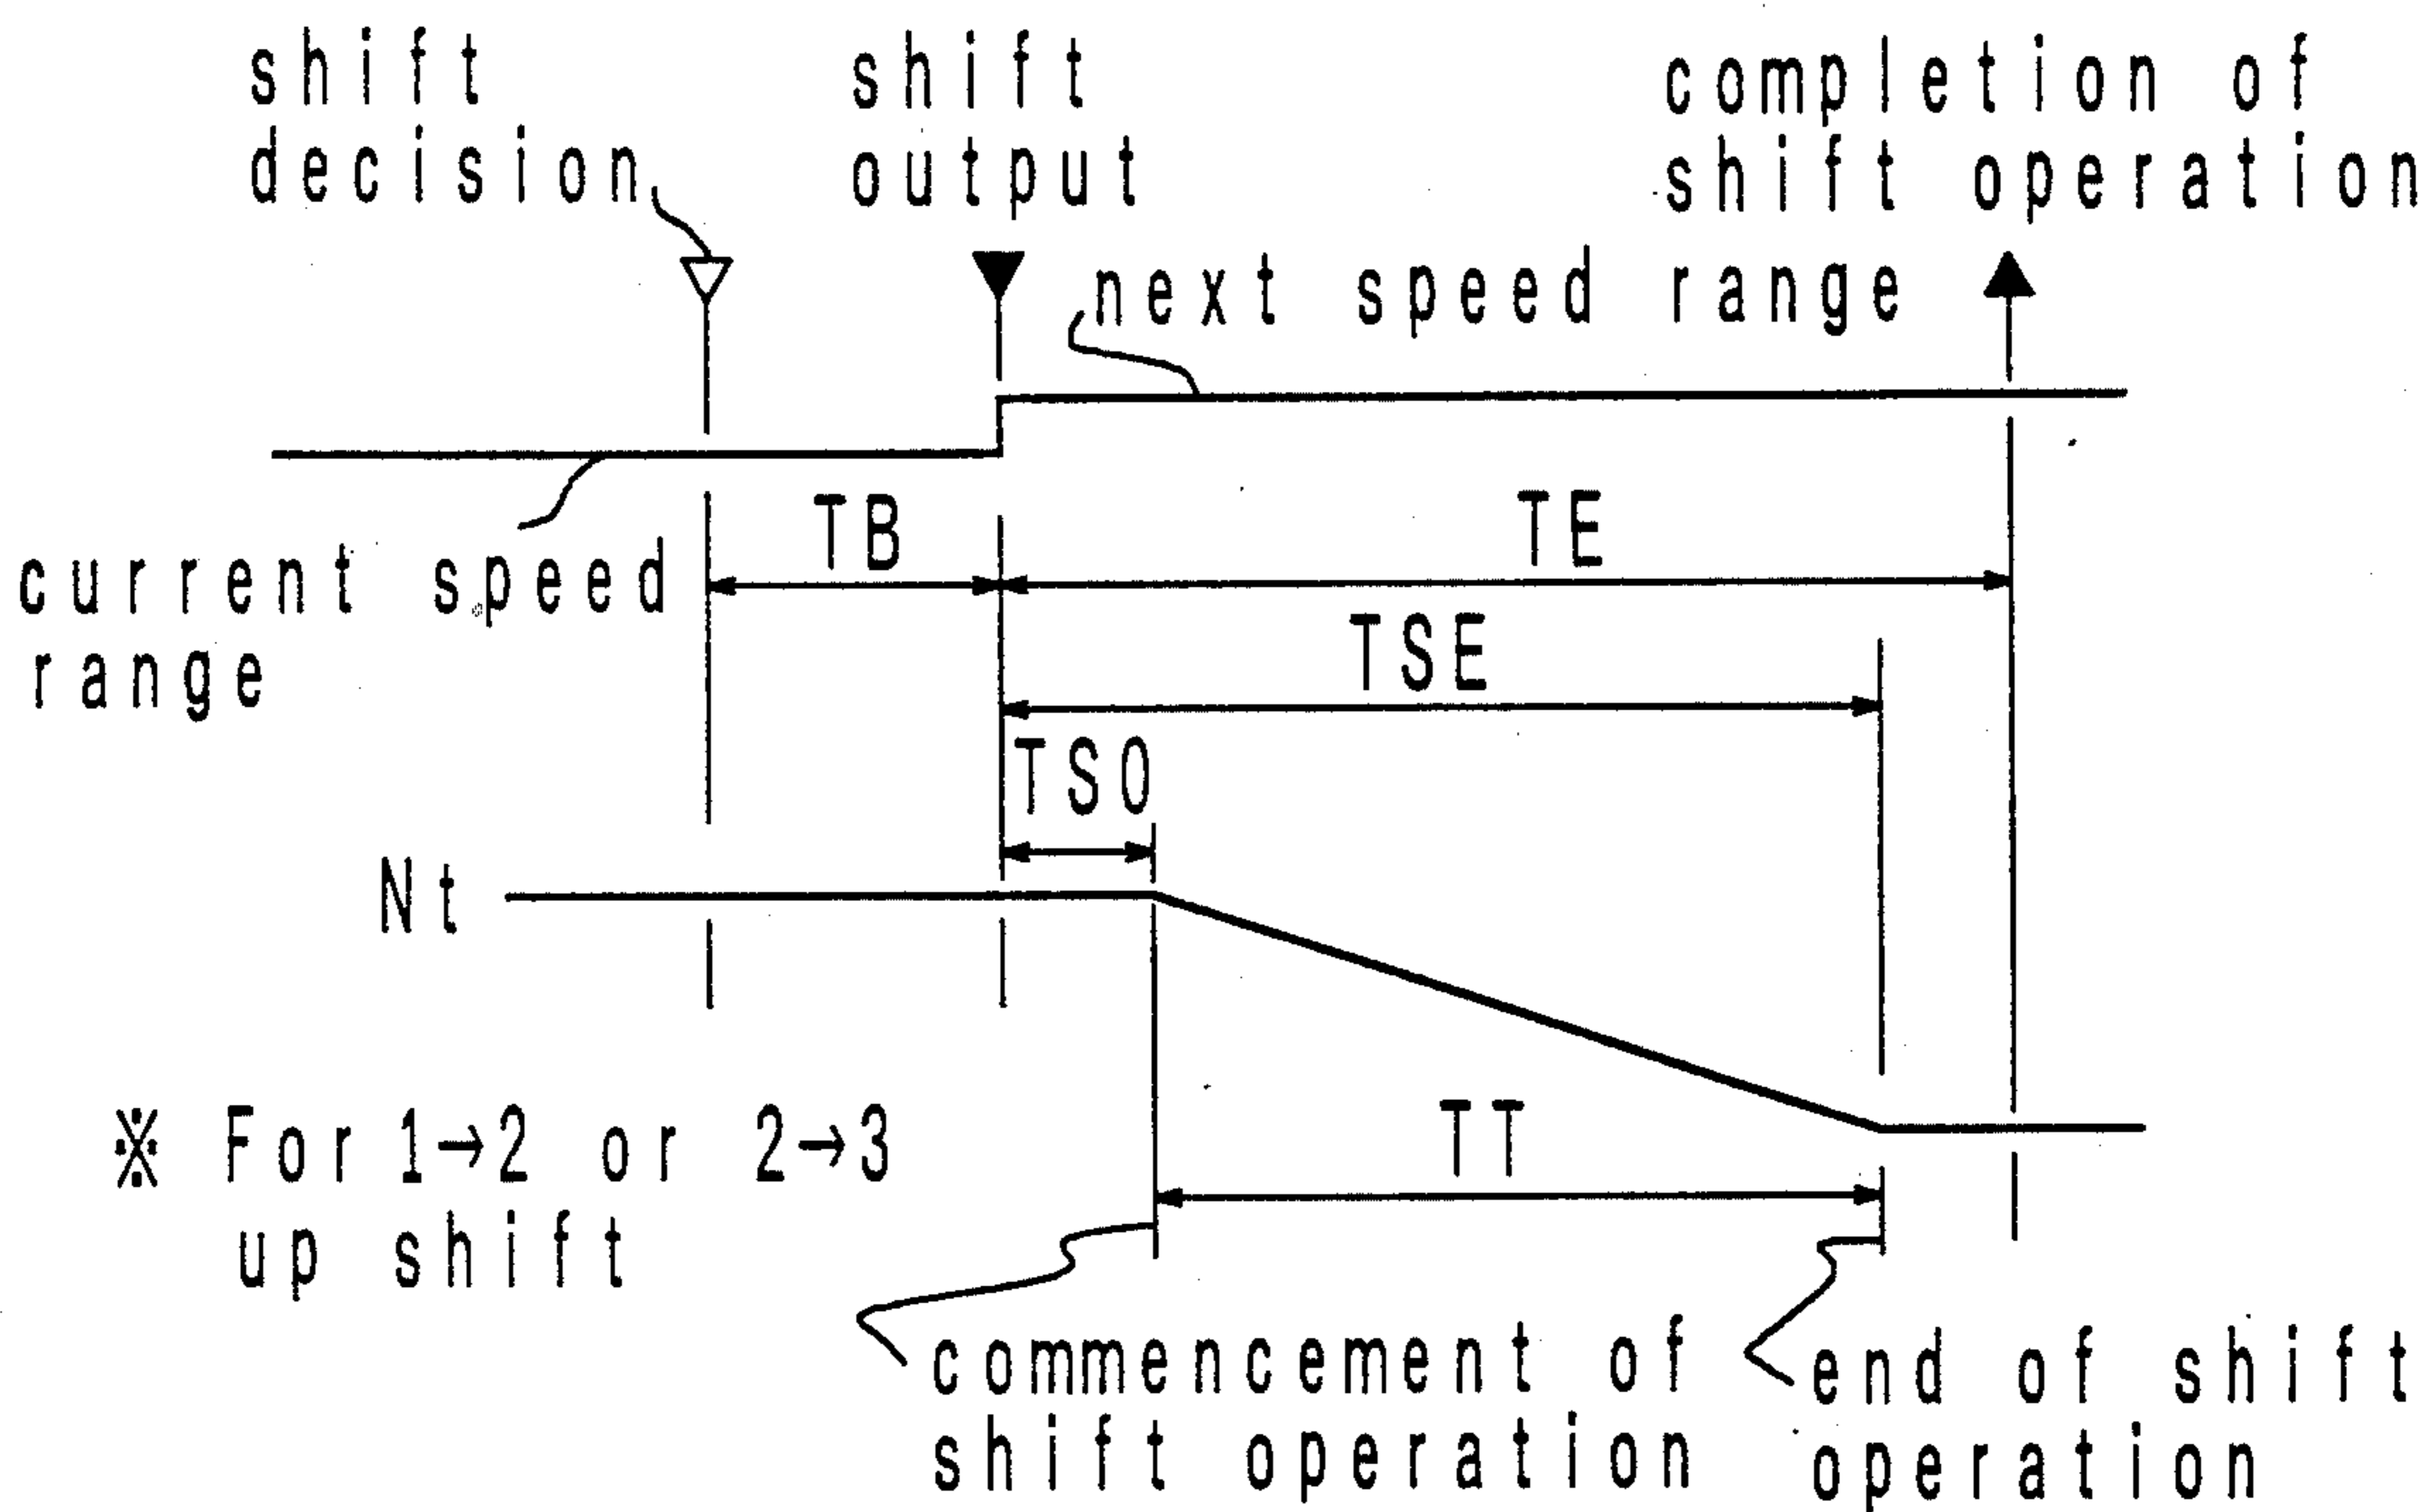 shift
decision
shift
output
completion of
shift operation
next speed range
current speed
range
TB
TE
TSE
TSO
Nt
※ For 1→2 or 2→3
up shift
TT
commencement of
shift operation
end of shift
operation